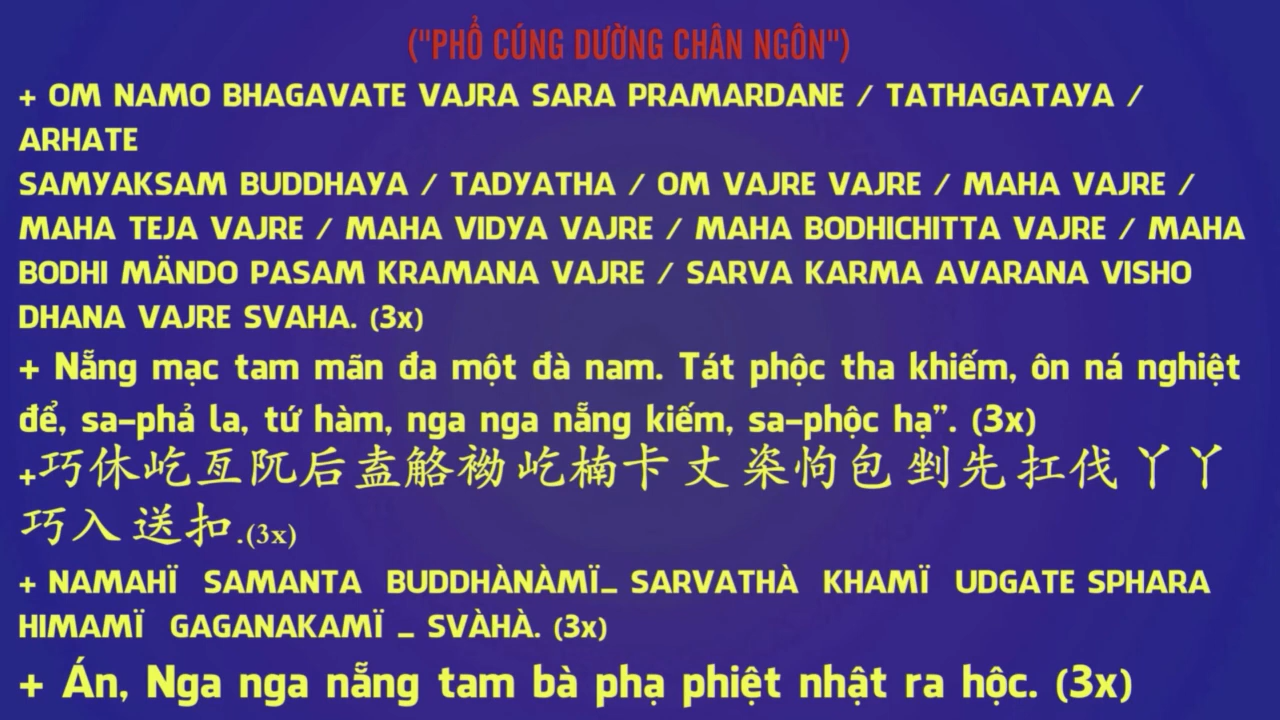 ("PHỔ CÚNG DƯỜNG CHÂN NGÔN")
+ OM NAMO BHAGAVATE VAJRA SARA PRAMARDANE / TATHAGATAYA /
ARHATE
SAMYAKSAM BUDDHAYA / TADYATHA / OM VAJRE VAJRE / MAHA VAJRE /
MAHA TEJA VAJRE / MAHA VIDYA VAJRE / MAHA BODHICHITTA VAJRE / MAHA
BODHI MÄNDO PASAM KRAMANA VAJRE / SARVA KARMA AVARANA VISHO
DHANA VAJRE SVAHA. (3x)
+ Nẵng mạc tam mãn đa một đà nam. Tát phộc tha khiếm, ôn ná nghiệt
để, sa-phả la, tứ hàm, nga nga nẵng kiếm, sa-phộc hạ”. (3x)
+巧休屹亙阢后盍觡袎屹楠卡丈桼怐包剉先扛伐丫丫
巧入送扣.(3x)
+ NAMAHÏ SAMANTA BUDDHÀNÀMÏ_ SARVATHÀ KHAMÏ UDGATE SPHARA
HIMAMÏ GAGANAKAMÏ _ SVÀHÀ. (3x)
+ Án, Nga nga nẵng tam bà phạ phiệt nhật ra hộc. (3x)